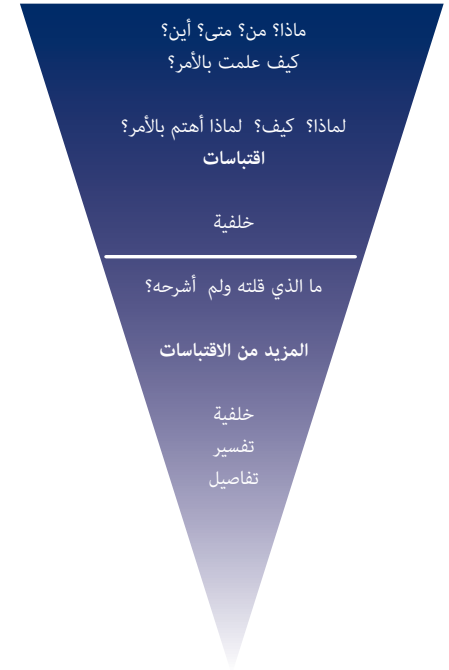 ماذا؟ من؟ متى؟ أين؟
كيف علمت بالأمر؟
لماذا؟ كيف؟ لماذا أهتم بالأمر؟
اقتباسات
خلفية
ما الذي قلته ولم أشرحه؟
المزيد من الاقتباسات
خلفية
تفسير
تفاصيل